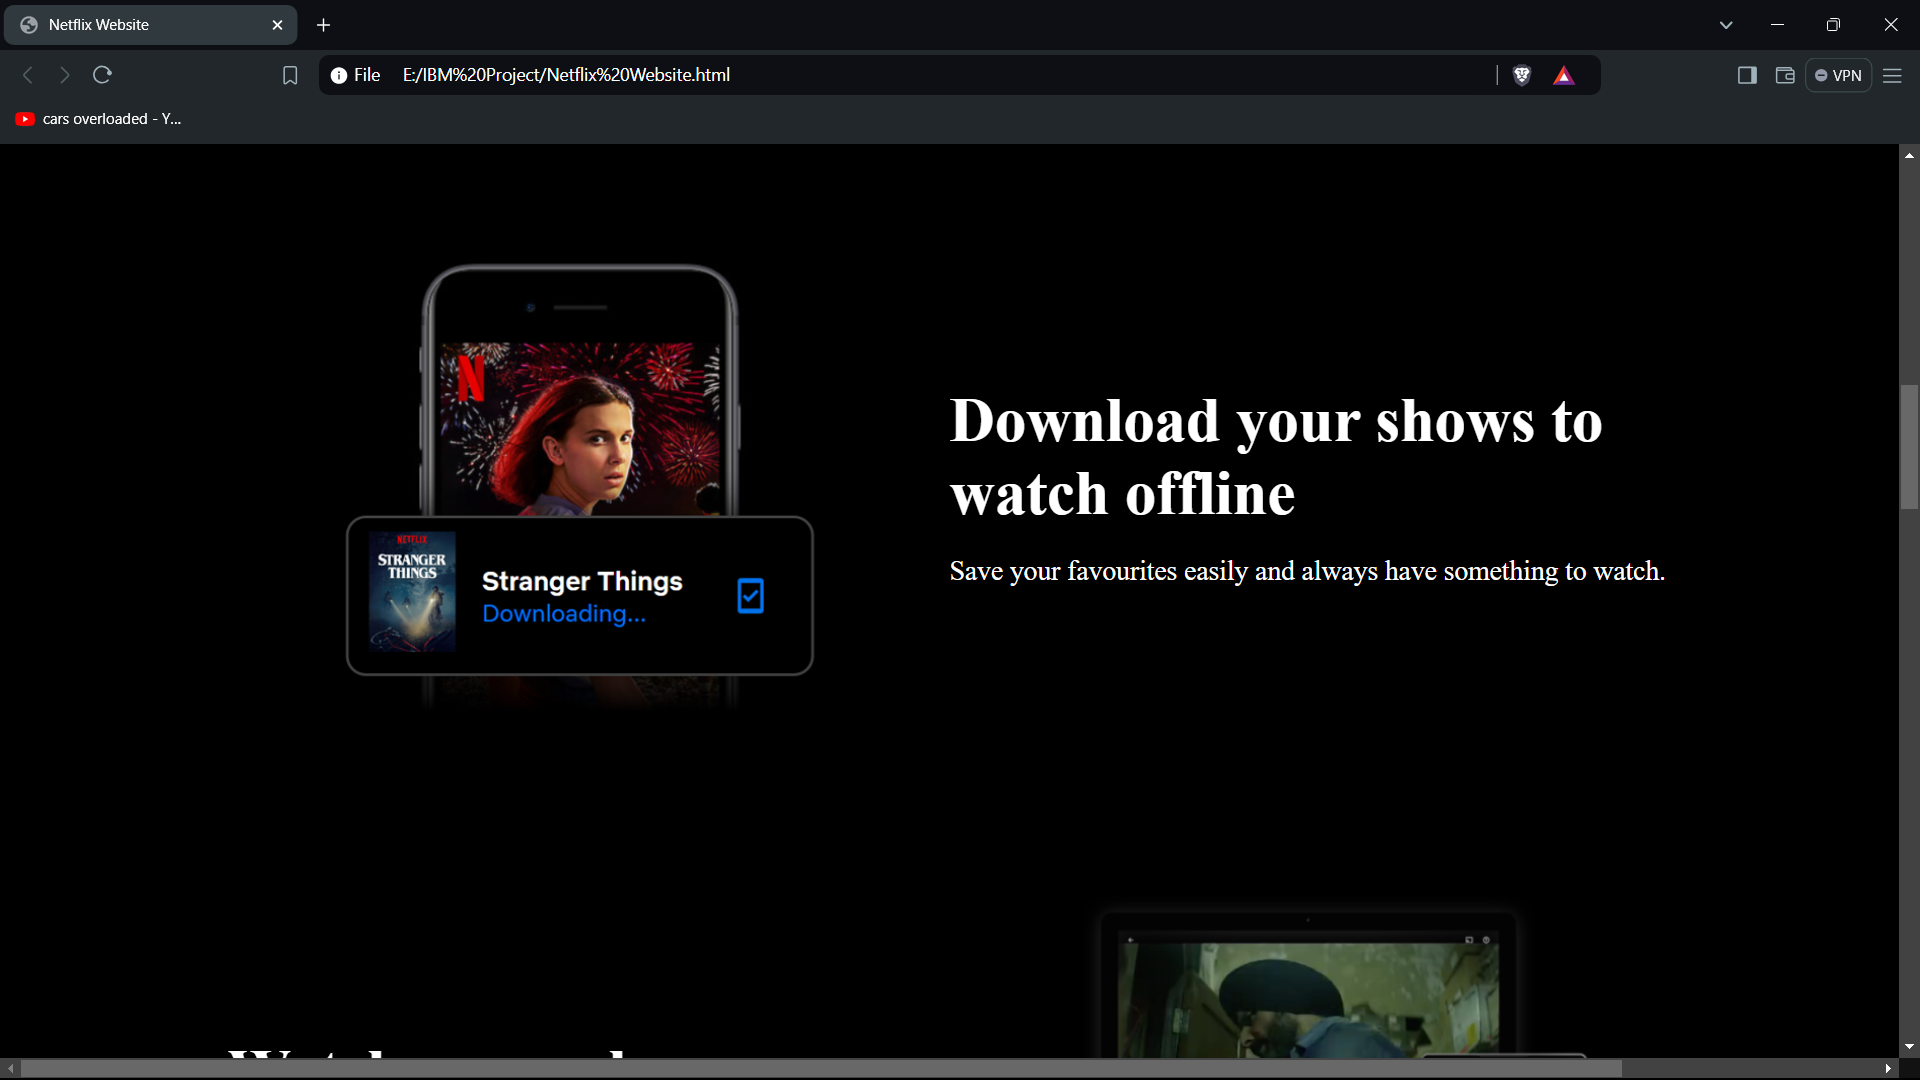 Netflix Website
File E:/IBM%20Project/Netflix%20Website.html
VPN
cars overloaded - Y...
N
Download your shows to
watch offline
Save your favourites easily and always have something to watch.
NETFLIX
STRANGER
THINGS
Stranger Things
Downloading...